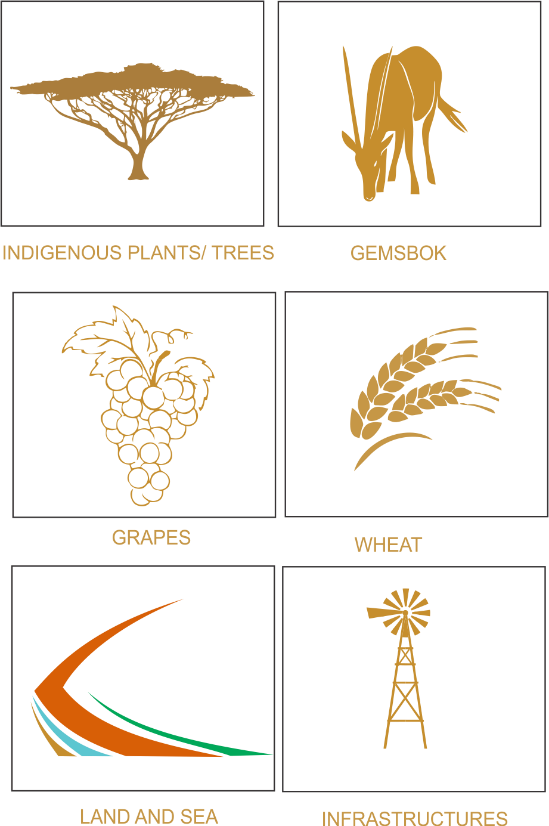 INDIGENOUS PLANTS/ TREES
GEMSBOK
GRAPES
WHEAT
LAND AND SEA
INFRASTRUCTURES